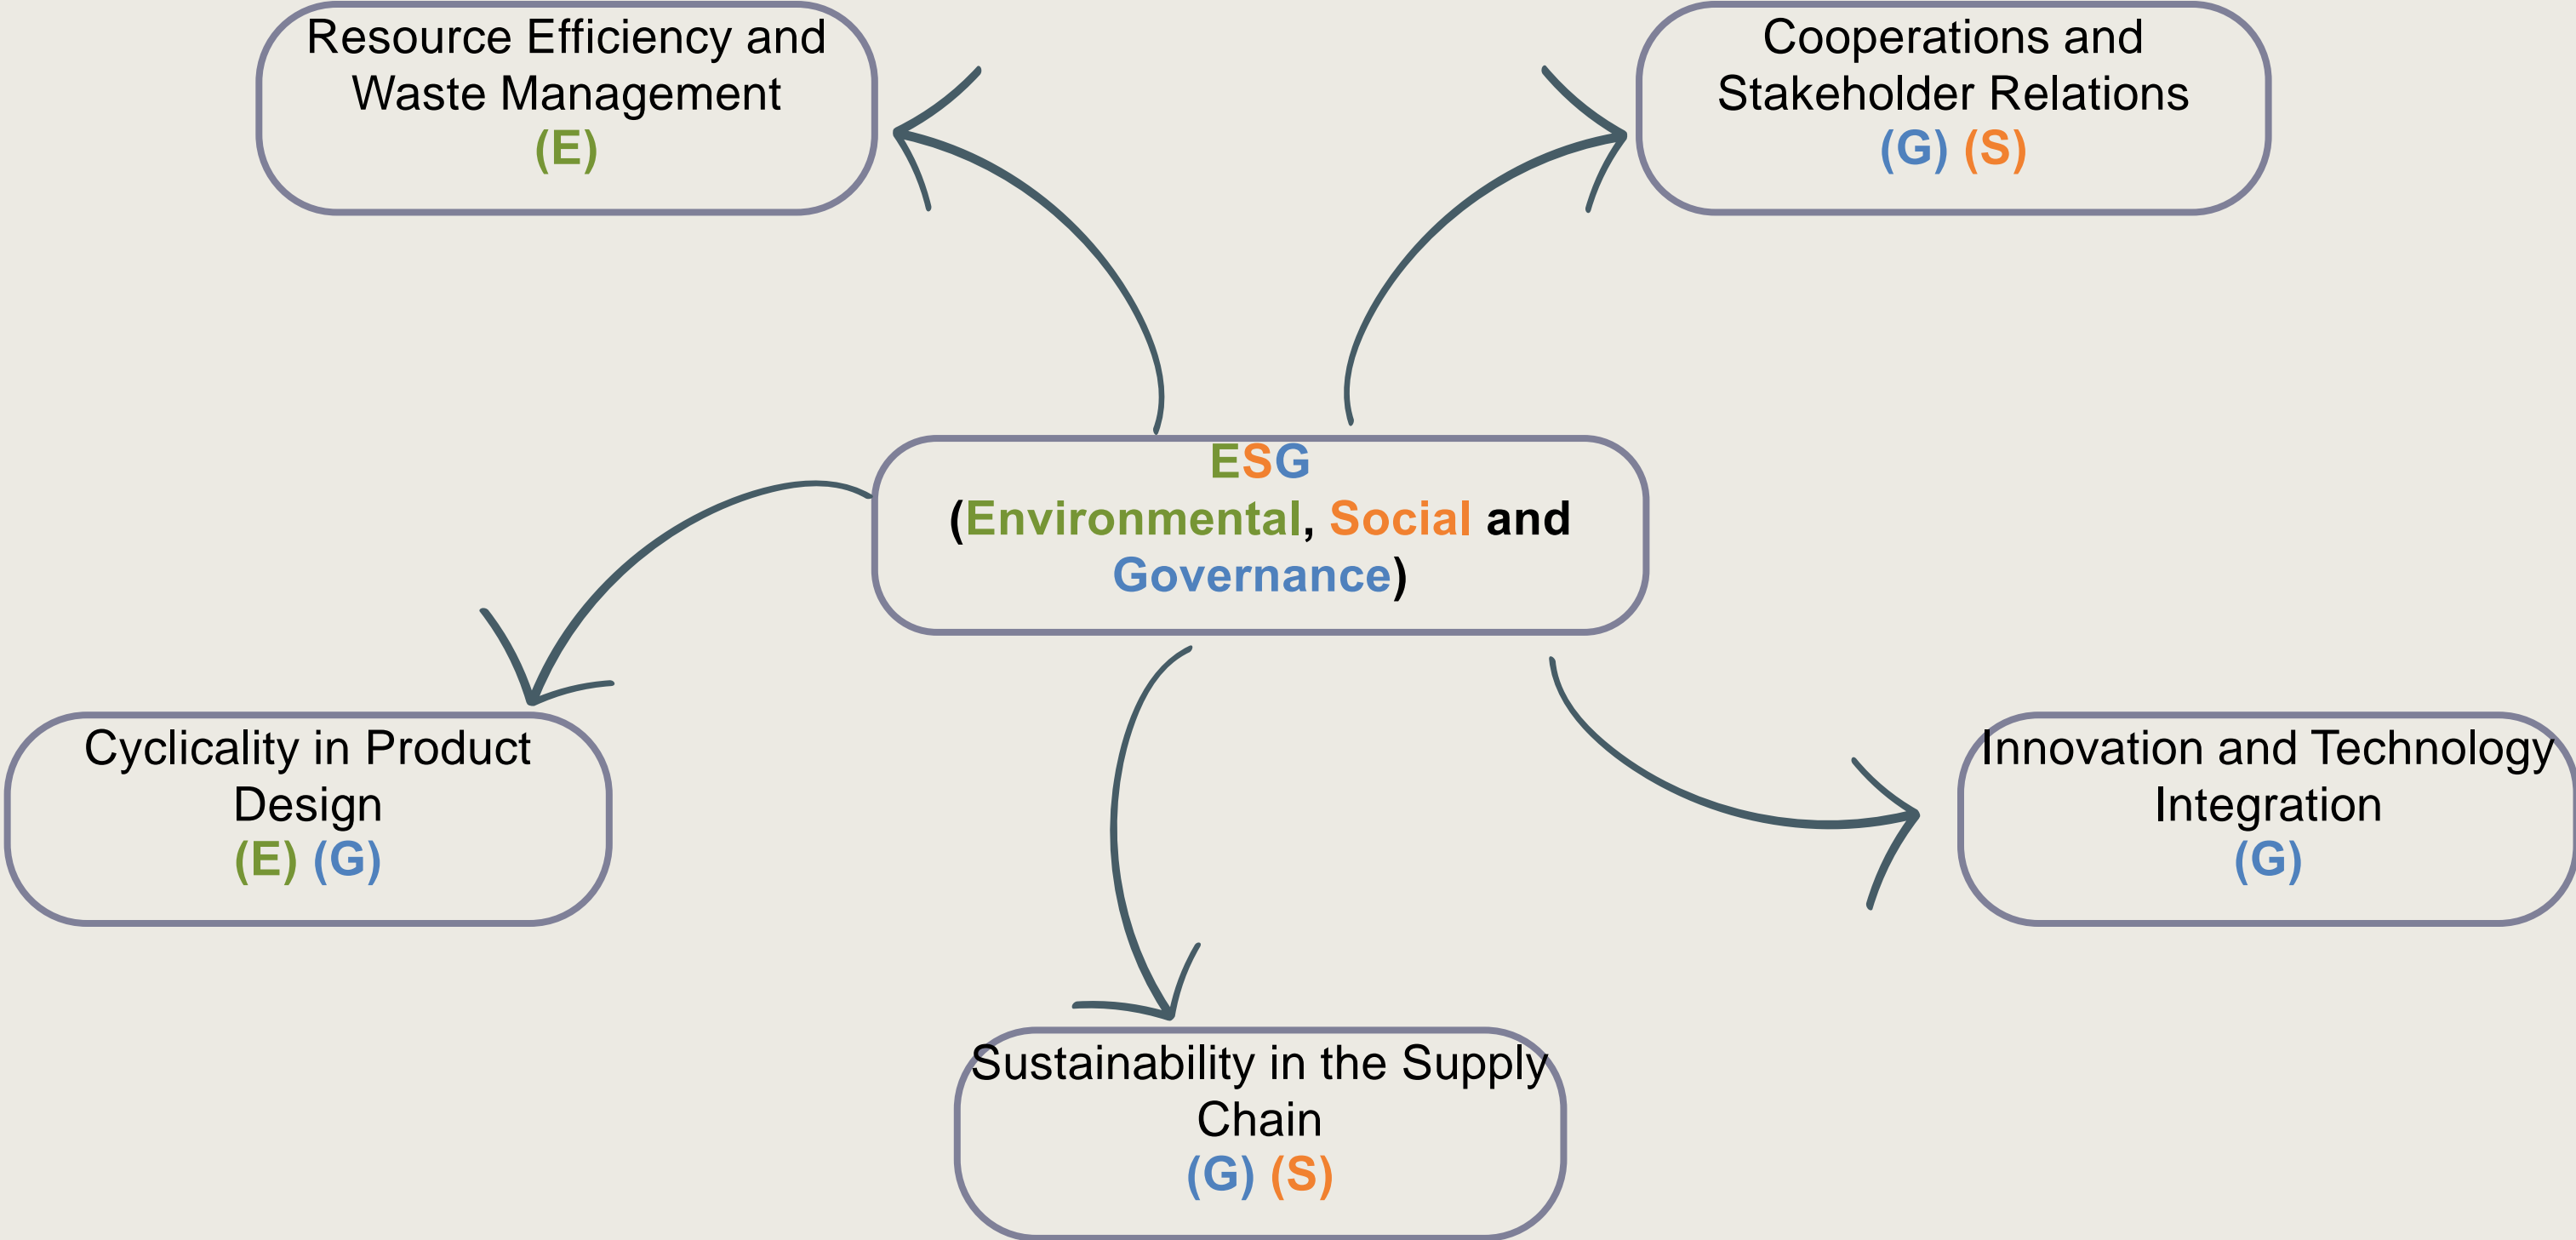 Resource Efficiency and
Waste Management
(E)
Cooperations and
Stakeholder Relations
(G) (S)
ESG
(Environmental, Social and
Governance)
Cyclicality in Product
Design
(E) (G)
Innovation and Technology
Integration
(G)
Sustainability in the Supply
Chain
(G) (S)